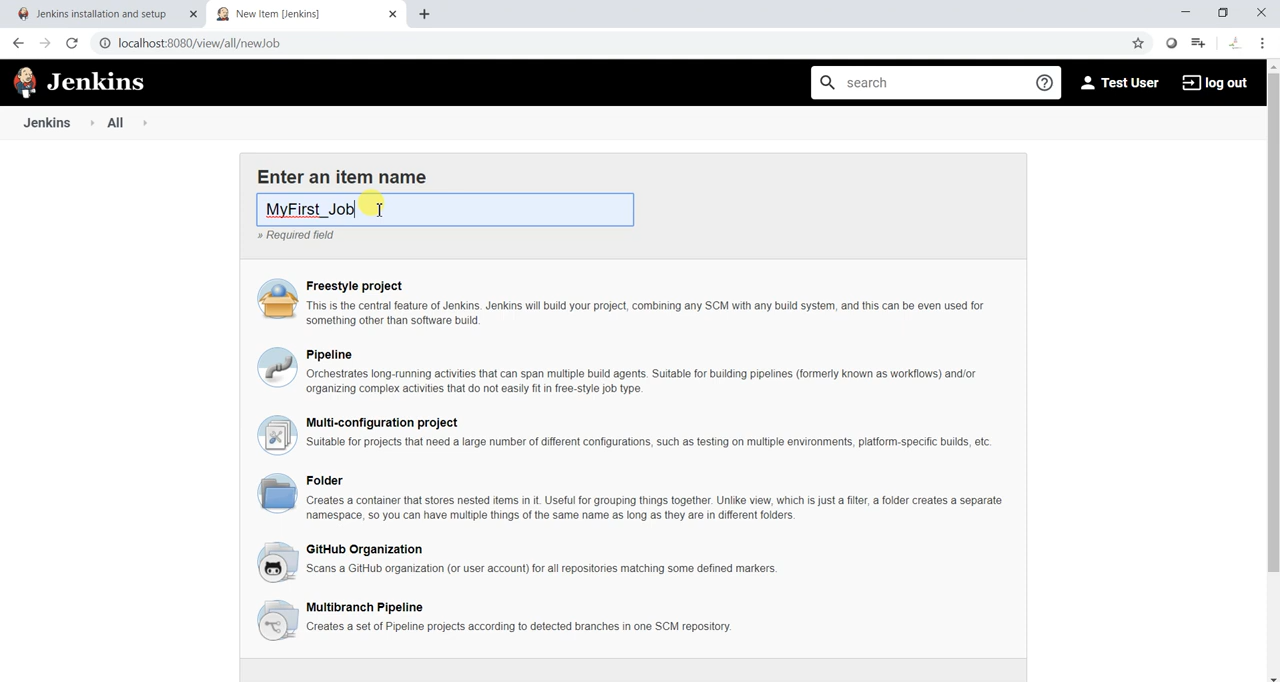 Jenkins installation and setup
New Item [Jenkins]
localhost:8080/view/all/newJob
Jenkins
search
Test User
log out
Jenkins
All
Enter an item name
MyFirst_Job
» Required field
Freestyle project
This is the central feature of Jenkins. Jenkins will build your project, combining any SCM with any build system, and this can be even used for
something other than software build.
Pipeline
Orchestrates long-running activities that can span multiple build agents. Suitable for building pipelines (formerly known as workflows) and/or
organizing complex activities that do not easily fit in free-style job type.
Multi-configuration project
Suitable for projects that need a large number of different configurations, such as testing on multiple environments, platform-specific builds, etc.
Folder
Creates a container that stores nested items in it. Useful for grouping things together. Unlike view, which is just a filter, a folder creates a separate
namespace, so you can have multiple things of the same name as long as they are in different folders.
GitHub Organization
Scans a GitHub organization (or user account) for all repositories matching some defined markers.
Multibranch Pipeline
Creates a set of Pipeline projects according to detected branches in one SCM repository.